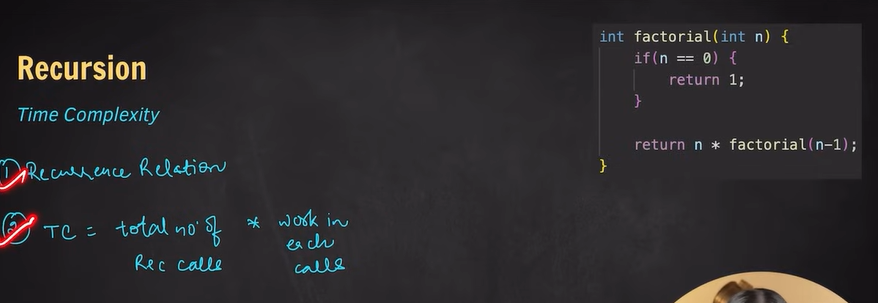 Recursion
Time Complexity
① Recurrence Relation
② TC = total no. of * work in
Rec calls each
calls
int factorial(int n) {
    if(n == 0) {
        return 1;
    }

    return n * factorial(n-1);
}